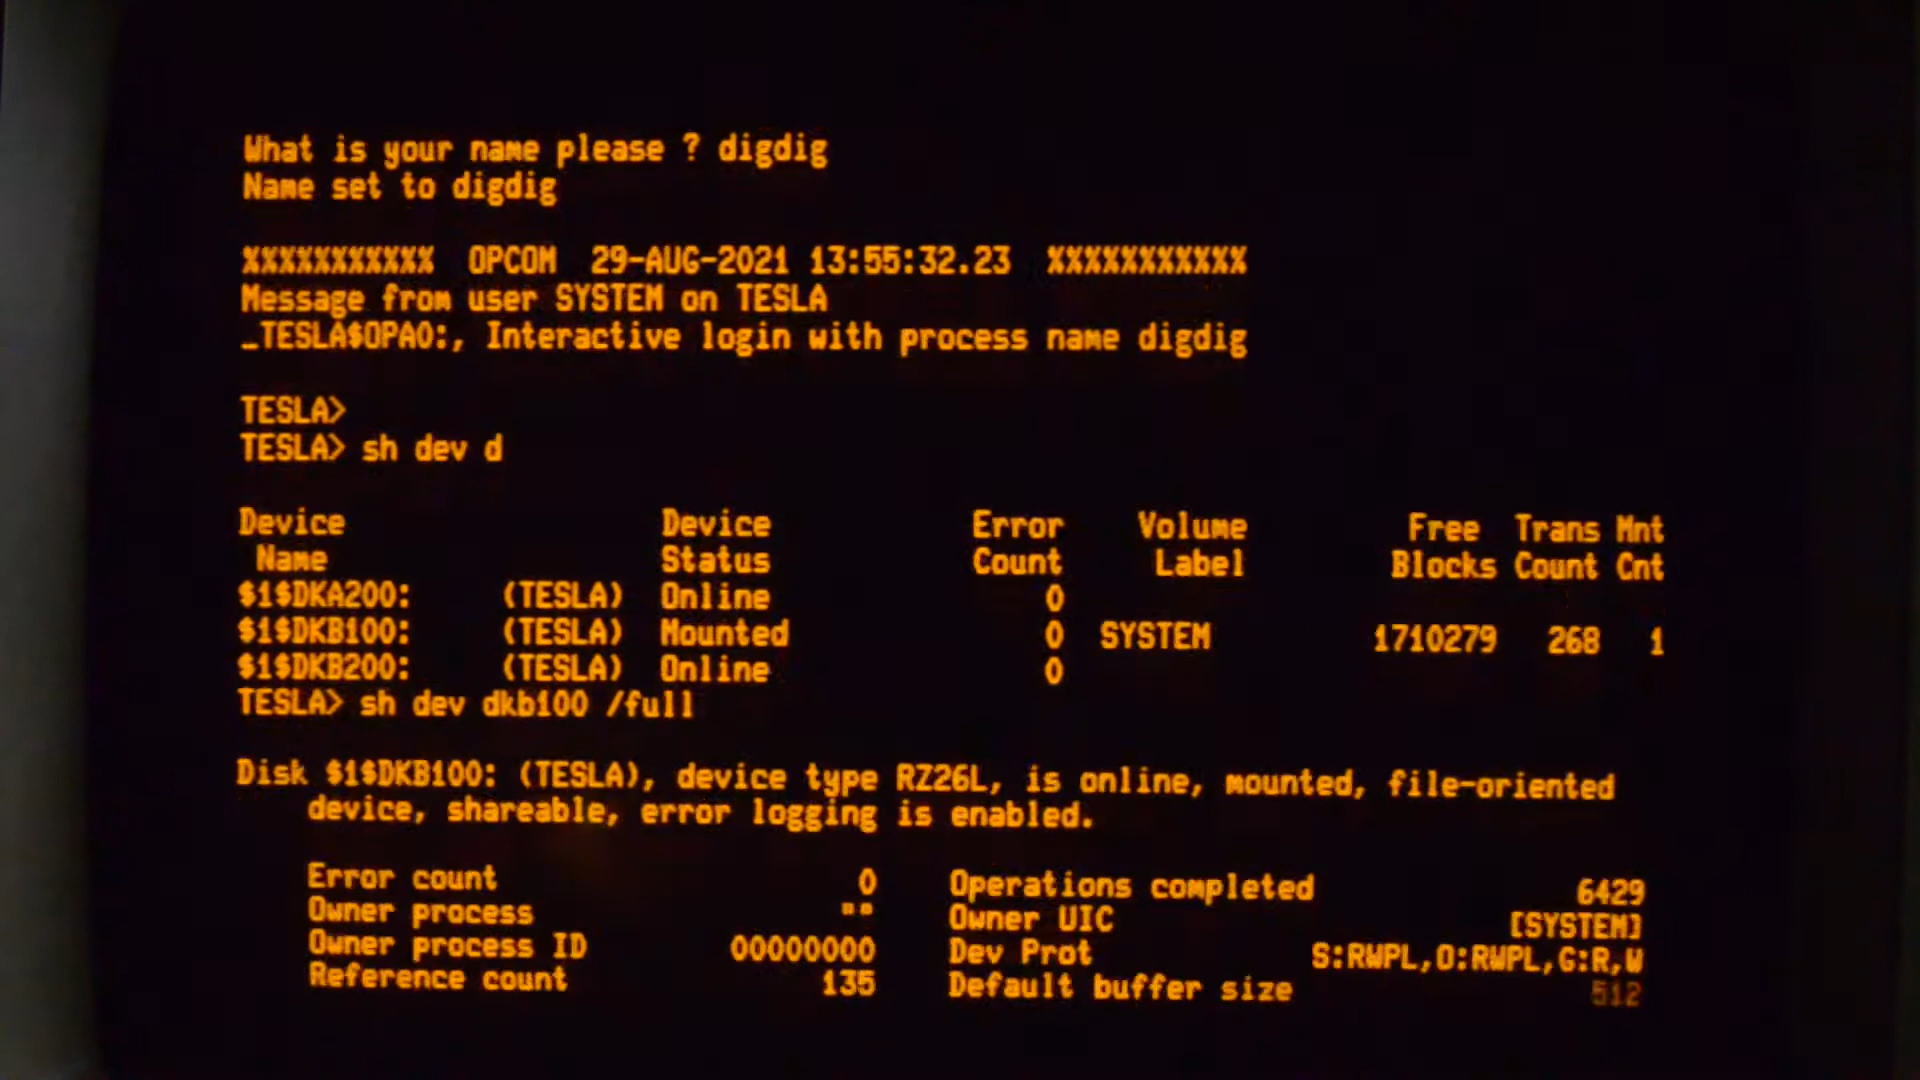 What is your name please ? digdig
Name set to digdig
%%%%%%%%%%%  OPCOM  29-AUG-2021 13:55:32.23  %%%%%%%%%%%
Message from user SYSTEM on TESLA
_TESLA$OPA0:, Interactive login with process name digdig
TESLA>
TESLA> sh dev d
Device                  Device           Error    Volume         Free  Trans Mnt
 Name                   Status           Count     Label        Blocks Count Cnt
$1$DKA200:     (TESLA)  Online               0
$1$DKB100:     (TESLA)  Mounted              0  SYSTEM         1710279   268   1
$1$DKB200:     (TESLA)  Online               0
TESLA> sh dev dkb100 /full
Disk $1$DKB100: (TESLA), device type RZ26L, is online, mounted, file-oriented
    device, shareable, error logging is enabled.
    Error count                    0    Operations completed               6429
    Owner process                 ""    Owner UIC                      [SYSTEM]
    Owner process ID        00000000    Dev Prot            S:RWPL,O:RWPL,G:R,W
    Reference count              135    Default buffer size                 512